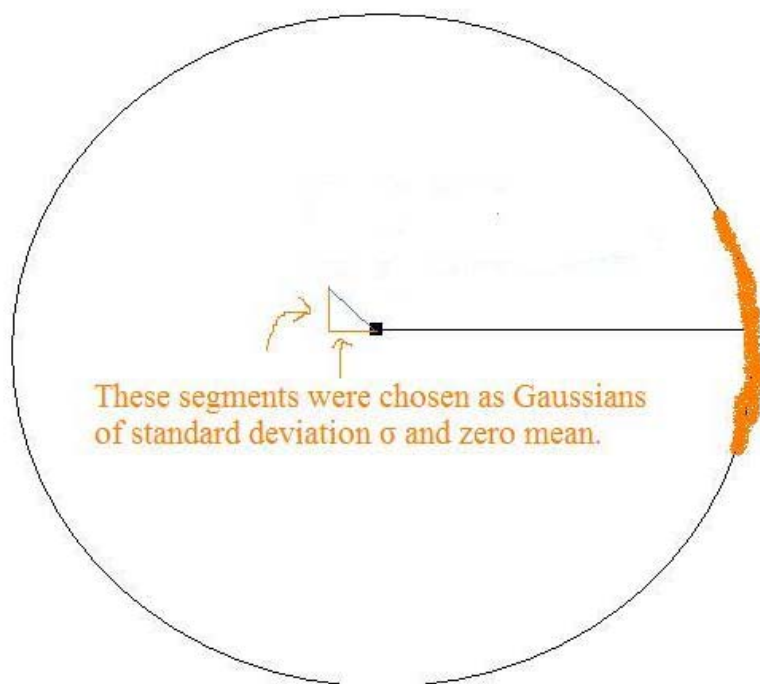 These segments were chosen as Gaussians
of standard deviation σ and zero mean.